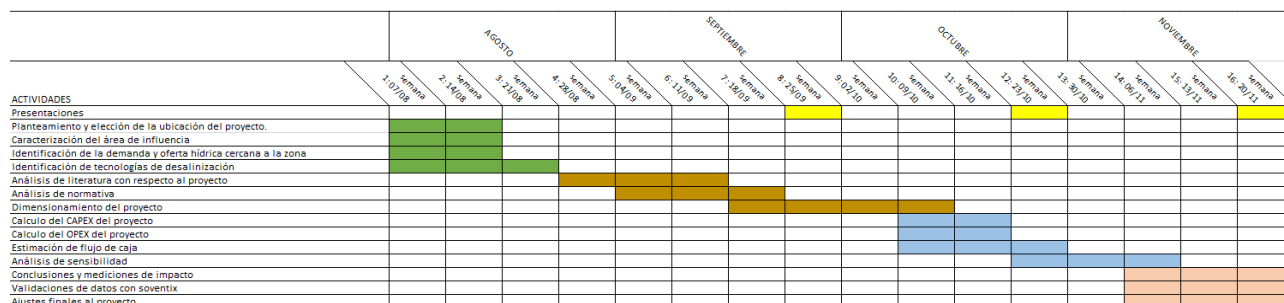 AGOSTO
SEPTIEMBRE
OCTUBRE
NOVIEMBRE
semana 1: 07/08
semana 2: 14/08
semana 3: 21/08
semana 4: 28/08
semana 5: 04/09
semana 6: 11/09
semana 7: 18/09
semana 8: 25/09
semana 9: 02/10
semana 10: 09/10
semana 11: 16/10
semana 12: 23/10
semana 13: 30/10
semana 14: 06/11
semana 15: 13/11
semana 16: 20/11
ACTIVIDADES
Presentaciones
Planteamiento y elección de la ubicación del proyecto.
Caracterización del área de influencia
Identificación de la demanda y oferta hídrica cercana a la zona
Identificación de tecnologías de desalinización
Análisis de literatura con respecto al proyecto
Análisis de normativa
Dimensionamiento del proyecto
Calculo del CAPEX del proyecto
Calculo del OPEX del proyecto
Estimación de flujo de caja
Análisis de sensibilidad
Conclusiones y mediciones de impacto
Validaciones de datos con soventix
Ajustes finales al proyecto